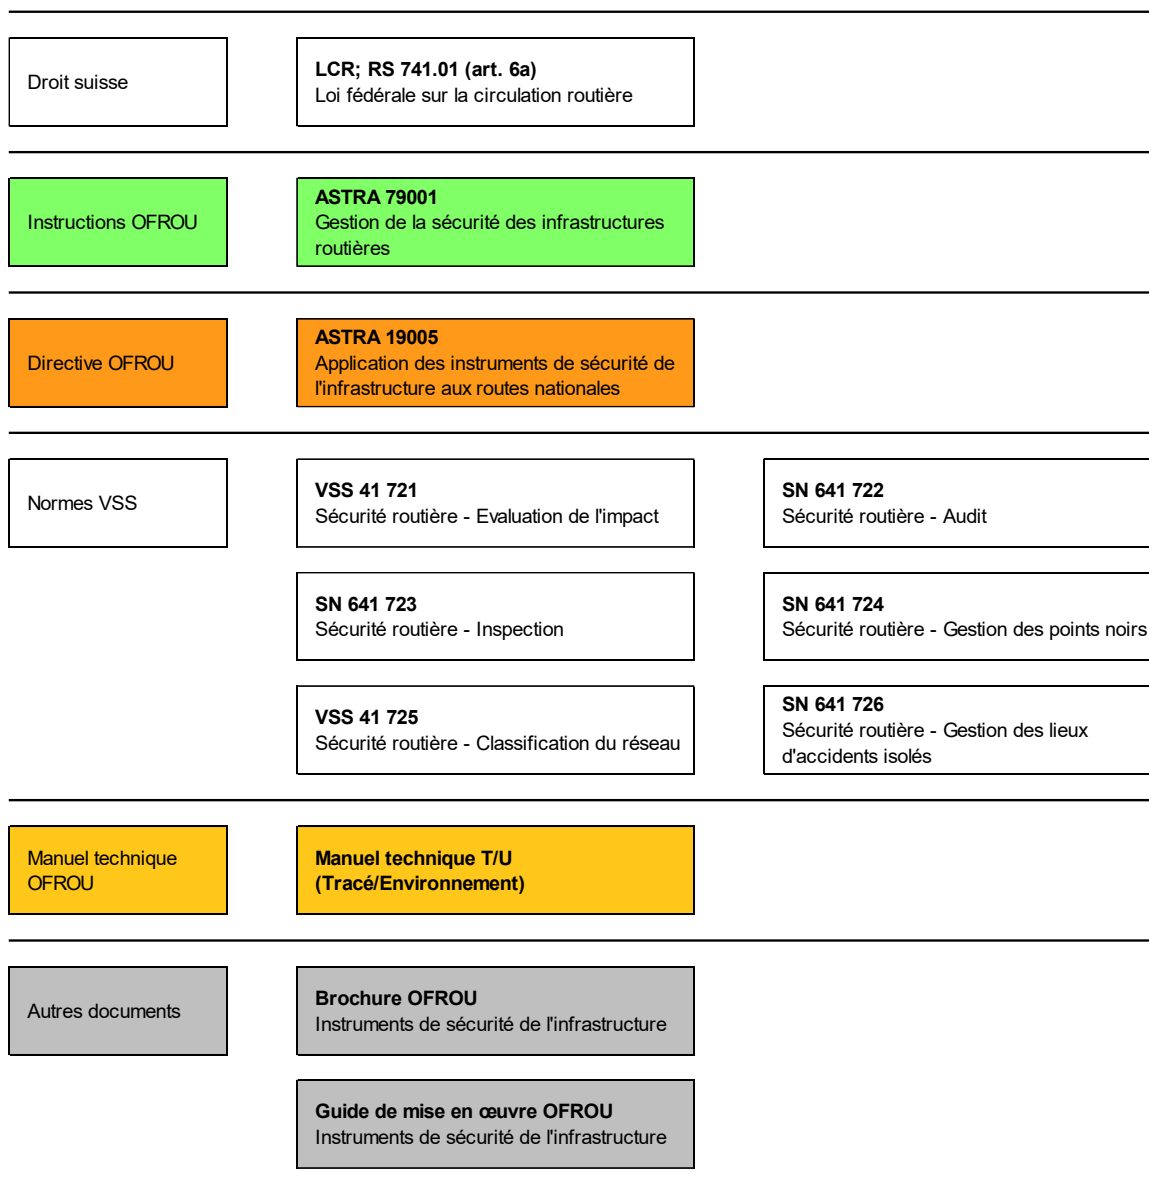 Droit suisse
LCR; RS 741.01 (art. 6a)
Loi fédérale sur la circulation routière
Instructions OFROU
ASTRA 79001
Gestion de la sécurité des infrastructures
routières
Directive OFROU
ASTRA 19005
Application des instruments de sécurité de
l'infrastructure aux routes nationales
Normes VSS
VSS 41 721
Sécurité routière - Evaluation de l'impact
SN 641 722
Sécurité routière - Audit
SN 641 723
Sécurité routière - Inspection
SN 641 724
Sécurité routière - Gestion des points noirs
VSS 41 725
Sécurité routière - Classification du réseau
SN 641 726
Sécurité routière - Gestion des lieux
d'accidents isolés
Manuel technique
OFROU
Manuel technique T/U
(Tracé/Environnement)
Autres documents
Brochure OFROU
Instruments de sécurité de l'infrastructure
Guide de mise en œuvre OFROU
Instruments de sécurité de l'infrastructure